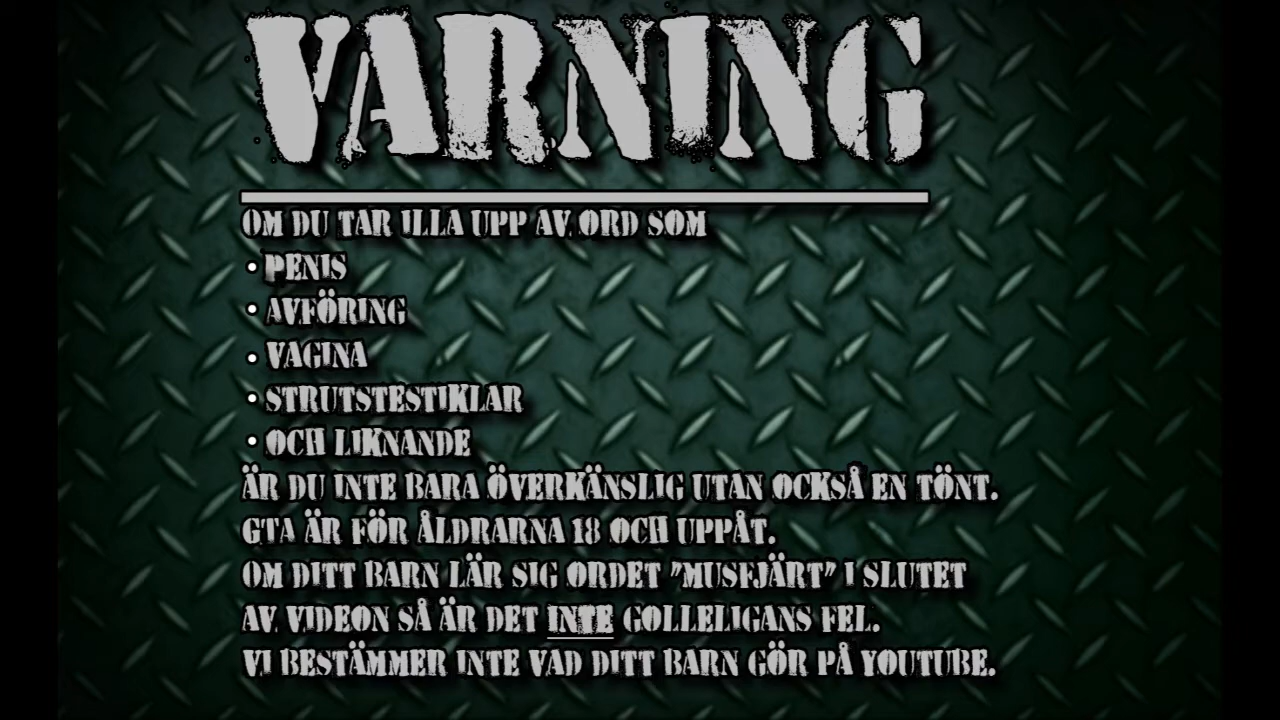 VARNING
OM DU TAR ILLA UPP AV ORD SOM
• PENIS
• AVFÖRING
• VAGINA
• STRUTSTESTIKLAR
• OCH LIKNANDE
ÄR DU INTE BARA ÖVERKÄNSLIG UTAN OCKSÅ EN TÖNT.
GTA ÄR FÖR ÅLDRARNA 18 OCH UPPÅT.
OM DITT BARN LÄR SIG ORDET "MUSFJÄRT" I SLUTET
AV VIDEON SÅ ÄR DET INTE GOLLELIGANS FEL.
VI BESTÄMMER INTE VAD DITT BARN GÖR PÅ YOUTUBE.